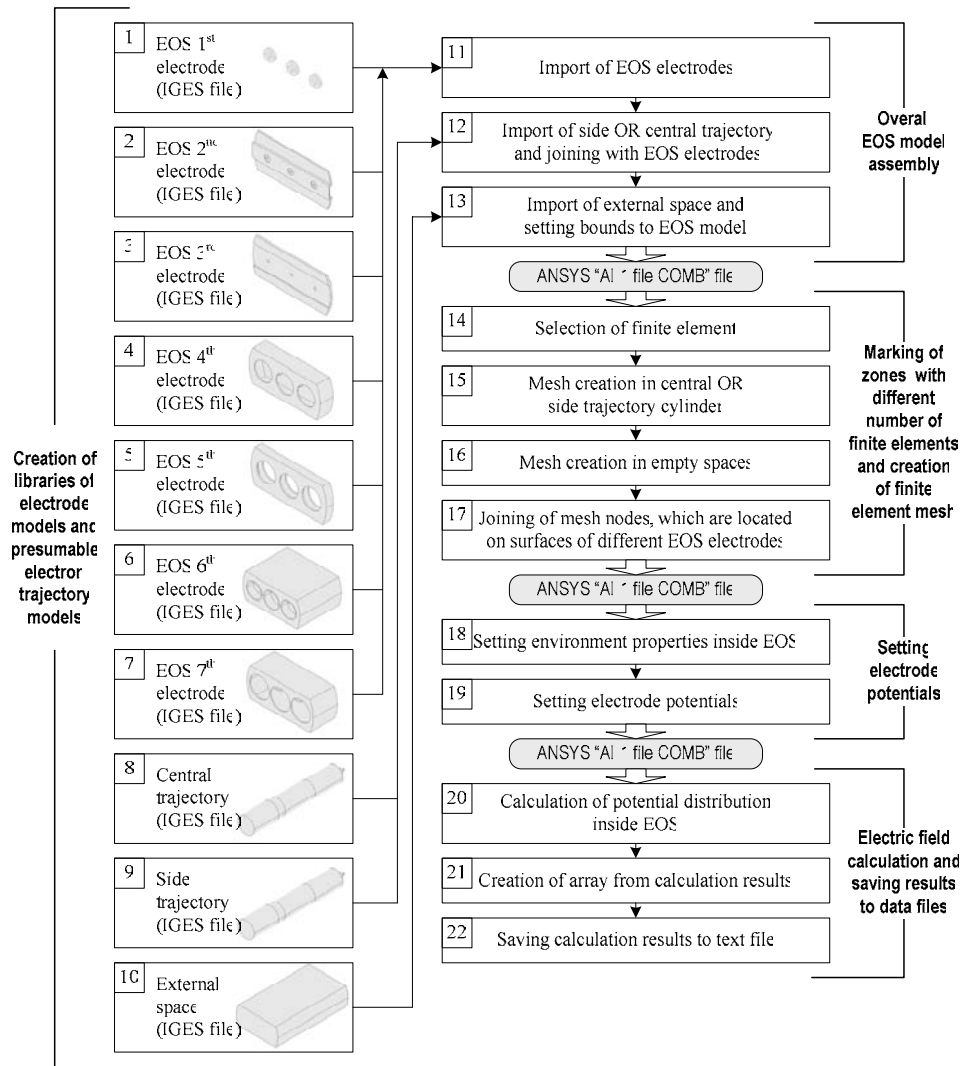 Creation of
libraries of
electrode
models and
presumable
electror
trajectory
models
1
EOS 1st
electrode
(IGES file)
2
EOS 2nd
electrode
(IGES file)
3
EOS 3rd
electrode
(IGES file)
4
EOS 4th
electrode
(IGES file)
5
EOS 5th
electrode
(IGES file)
6
EOS 6th
electrode
(IGES file)
7
EOS 7th
electrode
(IGES file)
8
Central
trajectory
(IGES file)
9
Side
trajectory
(IGES file)
10
External
space
(IGES file)
11
Import of EOS electrodes
12
Import of side OR central trajectory
and joining with EOS electrodes
13
Import of external space and
setting bounds to EOS model
ANSYS “Al file COMB” file
14
Selection of finite element
15
Mesh creation in central OR
side trajectory cylinder
16
Mesh creation in empty spaces
17
Joining of mesh nodes, which are located
on surfaces of different EOS electrodes
ANSYS “Al file COMB” file
18
Setting environment properties inside EOS
19
Setting electrode potentials
ANSYS “Al file COMB” file
20
Calculation of potential distribution
inside EOS
21
Creation of array from calculation results
22
Saving calculation results to text file
Overal
EOS model
assembly
Marking of
zones with
different
number of
finite elements
and creation
of finite
element mesh
Setting
electrode
potentials
Electric field
calculation and
saving results
to data files